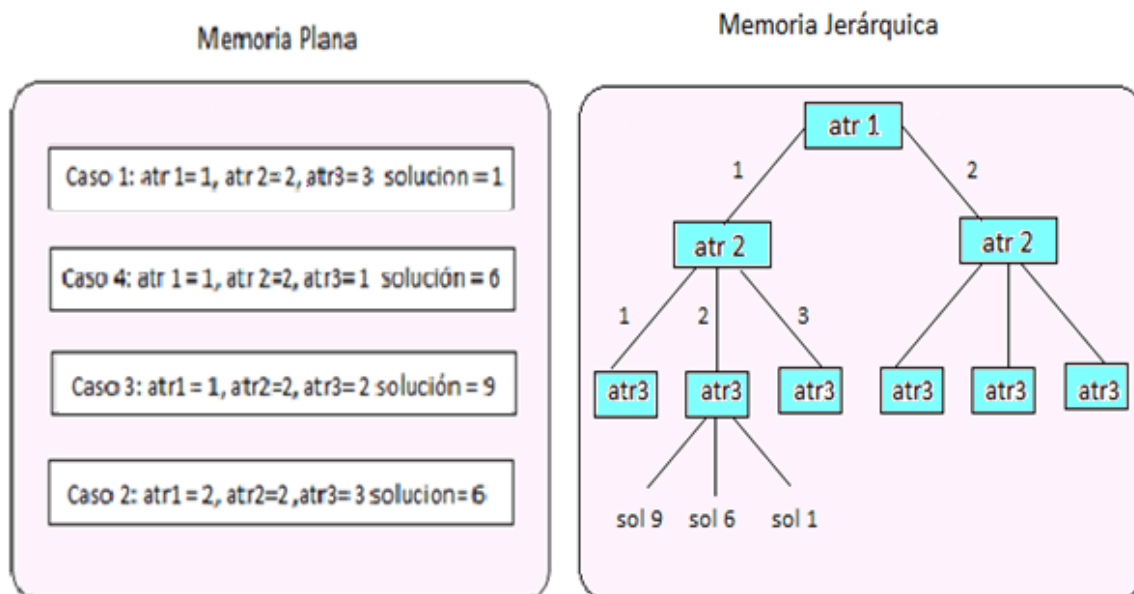 Memoria Plana
Caso 1: atr 1= 1, atr 2= 2, atr3= 3 solucion = 1
Caso 4: atr 1 = 1, atr 2=2, atr3= 1 solución = 6
Caso 3: atr1 = 1, atr2=2, atr3= 2 solución = 9
Caso 2: atr1 = 2, atr2=2 ,atr3= 3 solucion= 6
Memoria Jerárquica
atr 1
1 2
atr 2 atr 2
1 2 3
atr3 atr3 atr3 atr3 atr3 atr3
sol 9 sol 6 sol 1